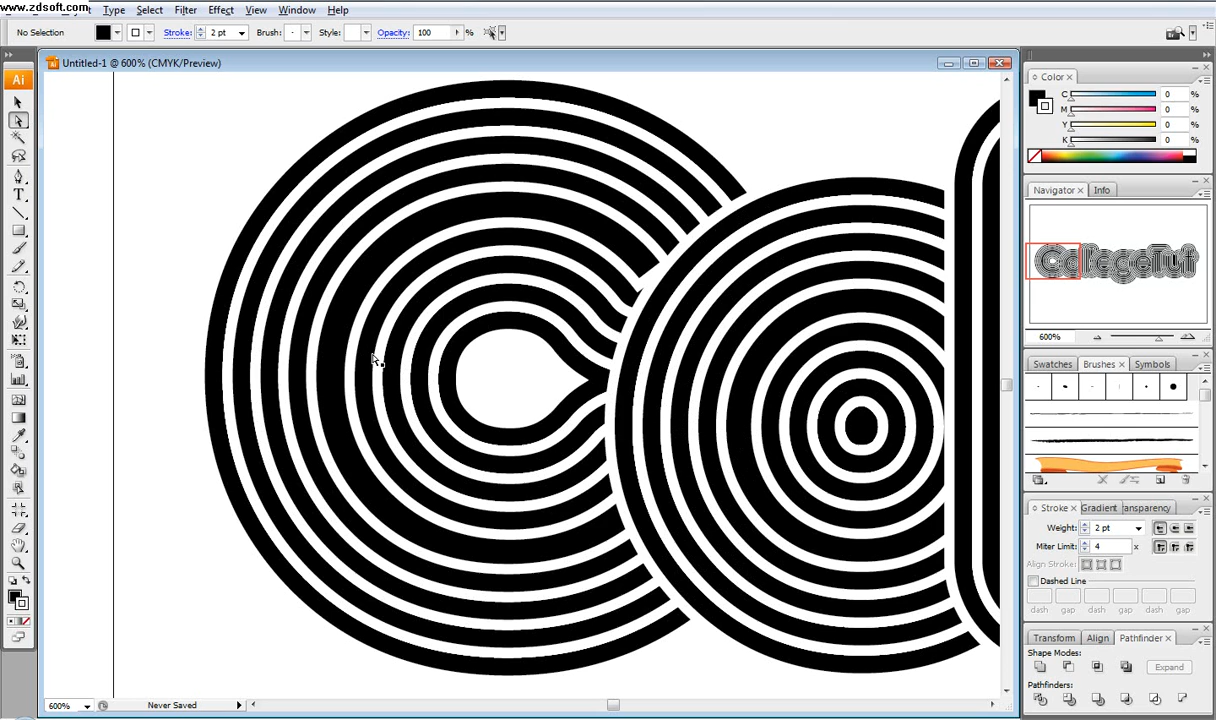 www.zdsoft.com
Type Select Filter Effect View Window Help
No Selection Stroke: 2 pt Brush: Style: Opacity: 100 %
Untitled-1 @ 600% (CMYK/Preview)
Ai
Color ×
C 0 %
M 0 %
Y 0 %
K 0 %
Navigator × Info
CollegeTut
600%
Swatches Brushes × Symbols
Stroke × Gradient ransparency
Weight: 2 pt
Miter Limit: 4 x
Align Stroke:
Dashed Line
dash gap dash gap dash gap
Transform Align Pathfinder ×
Shape Modes:
Expand
Pathfinders:
600% Never Saved